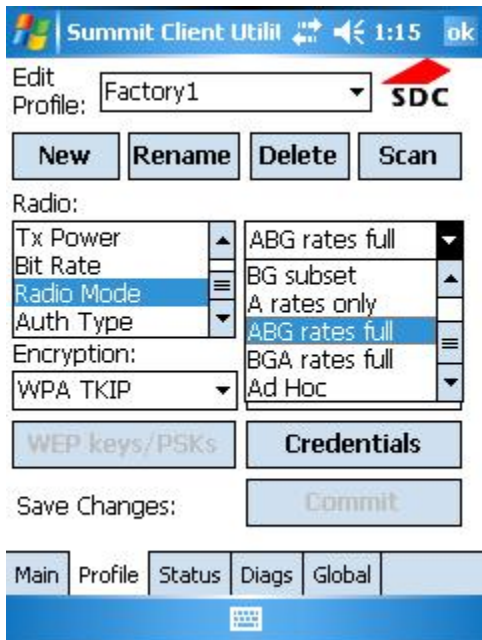 Summit Client Utilit 1:15 ok
Edit
Profile: Factory1
SDC
New Rename Delete Scan
Radio:
Tx Power
Bit Rate
Radio Mode
Auth Type
ABG rates full
BG subset
A rates only
ABG rates full
BGA rates full
Ad Hoc
Encryption:
WPA TKIP
WEP keys/PSKs Credentials
Save Changes: Commit
Main Profile Status Diags Global